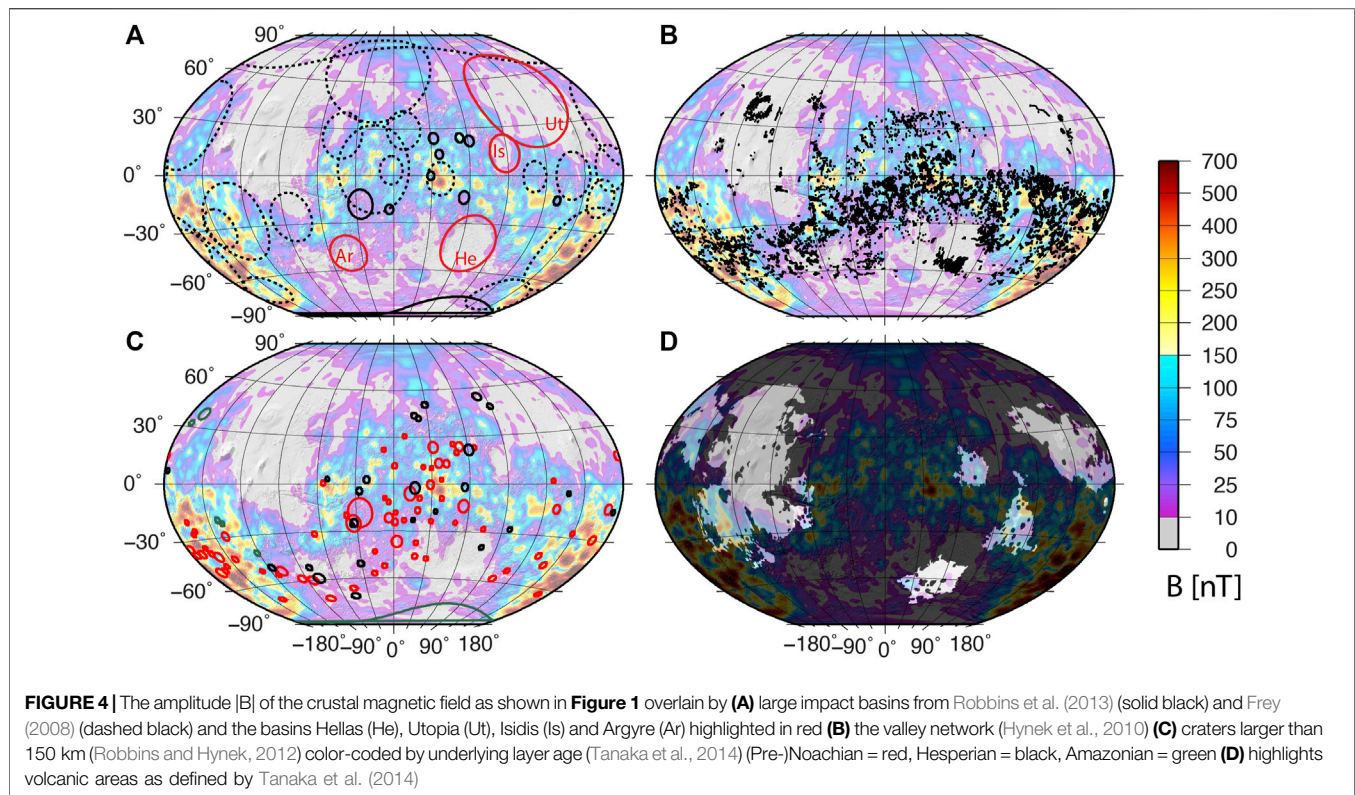 A
B
90°
60°
30°
0°
−30°
−60°
−90°
Ut
Is
Ar
He
C
D
90°
60°
30°
0°
−30°
−60°
−90°
−180° −90° 0° 90° 180°
−180° −90° 0° 90° 180°
700
500
400
300
250
200
150
100
75
50
25
10
0
B [nT]
FIGURE 4 | The amplitude |B| of the crustal magnetic field as shown in Figure 1 overlain by (A) large impact basins from Robbins et al. (2013) (solid black) and Frey
(2008) (dashed black) and the basins Hellas (He), Utopia (Ut), Isidis (Is) and Argyre (Ar) highlighted in red (B) the valley network (Hynek et al., 2010) (C) craters larger than
150 km (Robbins and Hynek, 2012) color-coded by underlying layer age (Tanaka et al., 2014) (Pre-)Noachian = red, Hesperian = black, Amazonian = green (D) highlights
volcanic areas as defined by Tanaka et al. (2014)